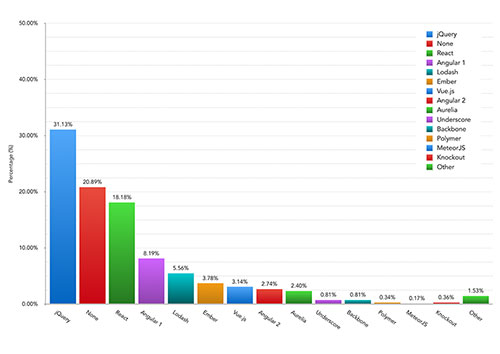 50.00%
40.00%
30.00%
20.00%
10.00%
0.00%
Percentage (%)
jQuery
None
React
Angular 1
Lodash
Ember
Vue.js
Angular 2
Aurelia
Underscore
Backbone
Polymer
MeteorJS
Knockout
Other
31.13%
20.89%
18.18%
8.19%
5.56%
3.78%
3.14%
2.74%
2.40%
0.81%
0.81%
0.34%
0.17%
0.36%
1.53%
jQuery
None
React
Angular 1
Lodash
Ember
Vue.js
Angular 2
Aurelia
Underscore
Backbone
Polymer
MeteorJS
Knockout
Other